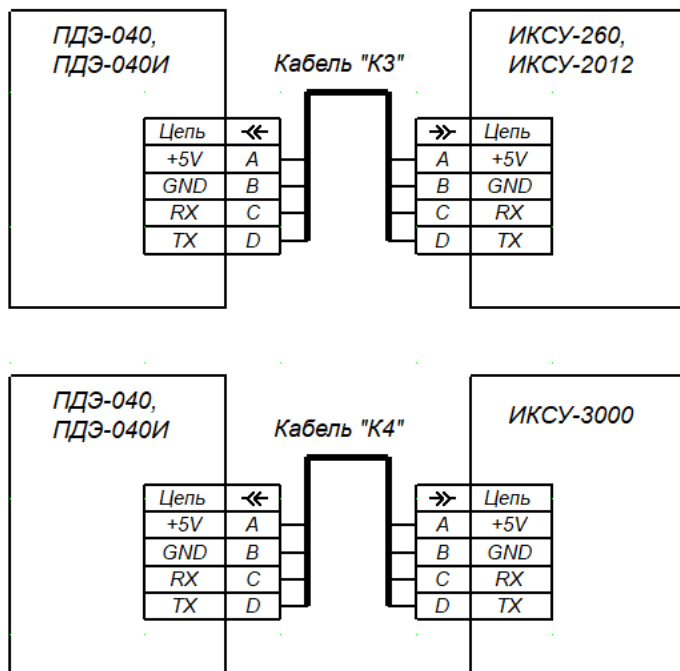 ПДЭ-040,
ПДЭ-040И
Кабель "К3"
ИКСУ-260,
ИКСУ-2012
Цепь
+5V A
GND B
RX C
TX D
Цепь
A +5V
B GND
C RX
D TX
ПДЭ-040,
ПДЭ-040И
Кабель "К4"
ИКСУ-3000
Цепь
+5V A
GND B
RX C
TX D
Цепь
A +5V
B GND
C RX
D TX